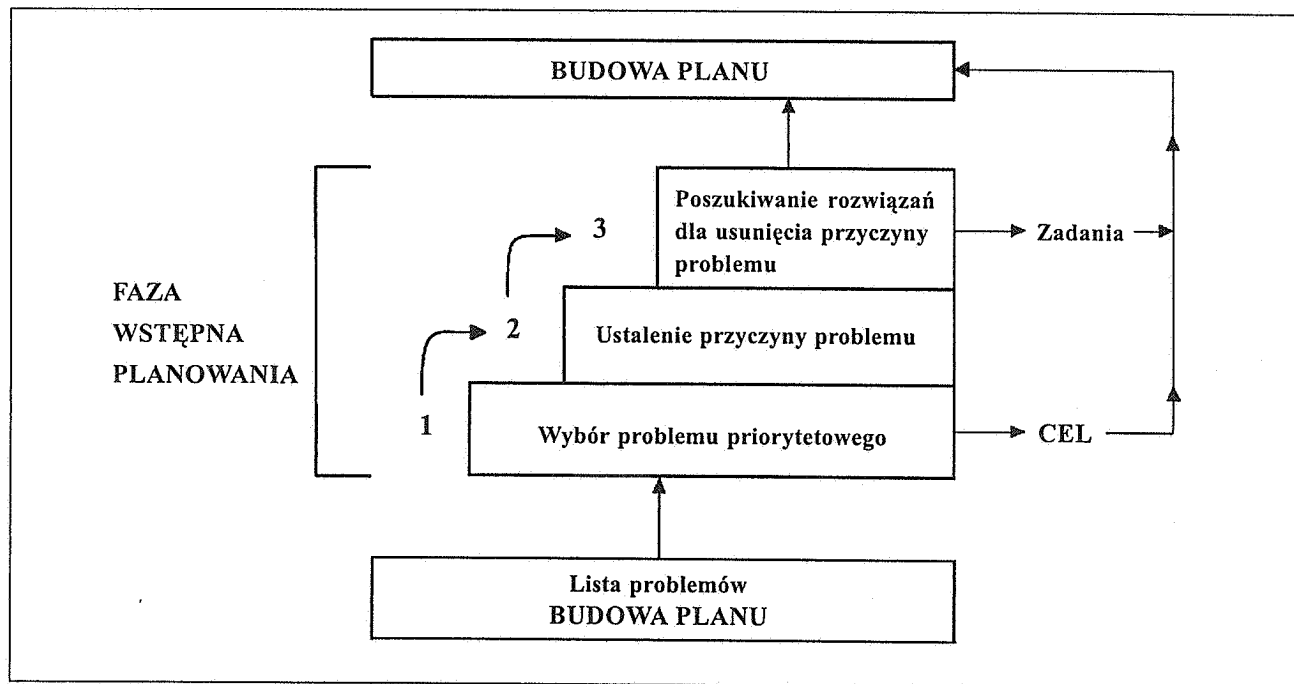 BUDOWA PLANU
Poszukiwanie rozwiązań
dla usunięcia przyczyny
problemu
Zadania
3
FAZA
WSTĘPNA
PLANOWANIA
2
Ustalenie przyczyny problemu
1
Wybór problemu priorytetowego
CEL
Lista problemów
BUDOWA PLANU